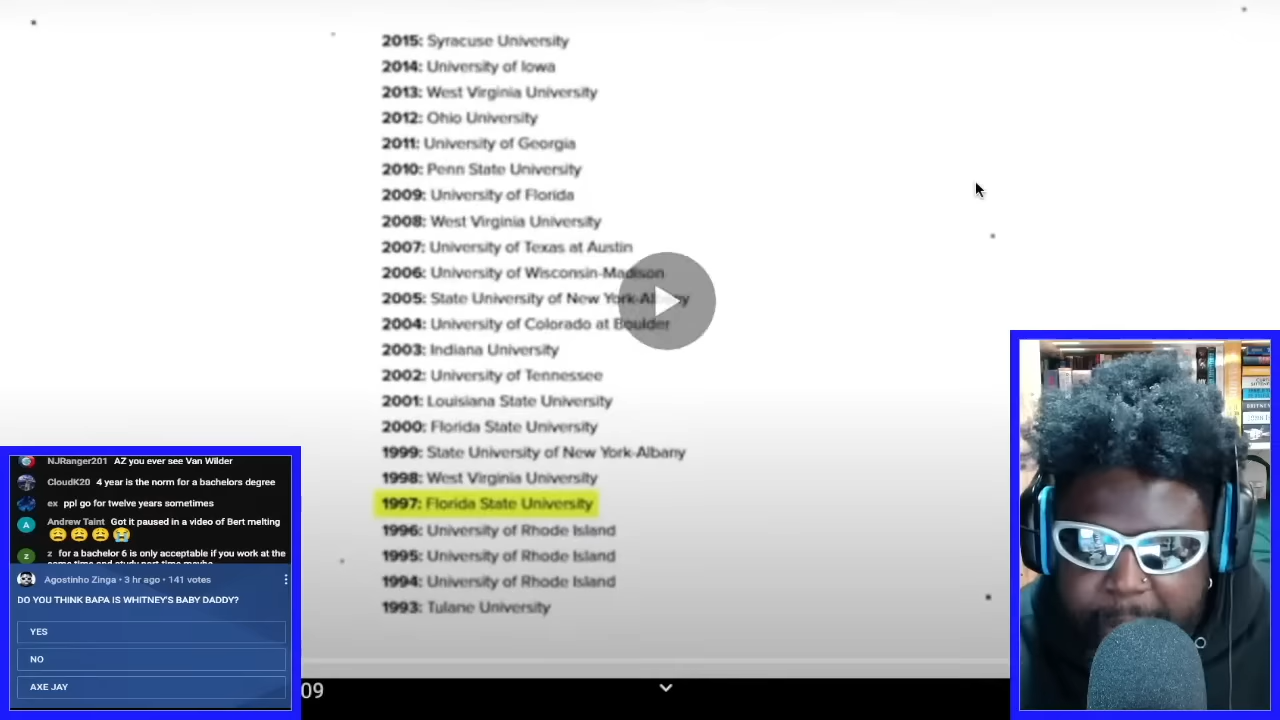 2015: Syracuse University
2014: University of Iowa
2013: West Virginia University
2012: Ohio University
2011: University of Georgia
2010: Penn State University
2009: University of Florida
2008: West Virginia University
2007: University of Texas at Austin
2006: University of Wisconsin-Madison
2005: State University of New York-Albany
2004: University of Colorado at Boulder
2003: Indiana University
2002: University of Tennessee
2001: Louisiana State University
2000: Florida State University
1999: State University of New York-Albany
1998: West Virginia University
1997: Florida State University
1996: University of Rhode Island
1995: University of Rhode Island
1994: University of Rhode Island
1993: Tulane University
09
NJRanger201 AZ you ever see Van Wilder
CloudK20 4 year is the norm for a bachelors degree
ex ppl go for twelve years sometimes
A Andrew Taint Got it paused in a video of Bert melting
😩 😩 😩 😭
z z for a bachelor 6 is only acceptable if you work at the
Agostinho Zinga • 3 hr ago • 141 votes
DO YOU THINK BAPA IS WHITNEY'S BABY DADDY?
YES
NO
AXE JAY